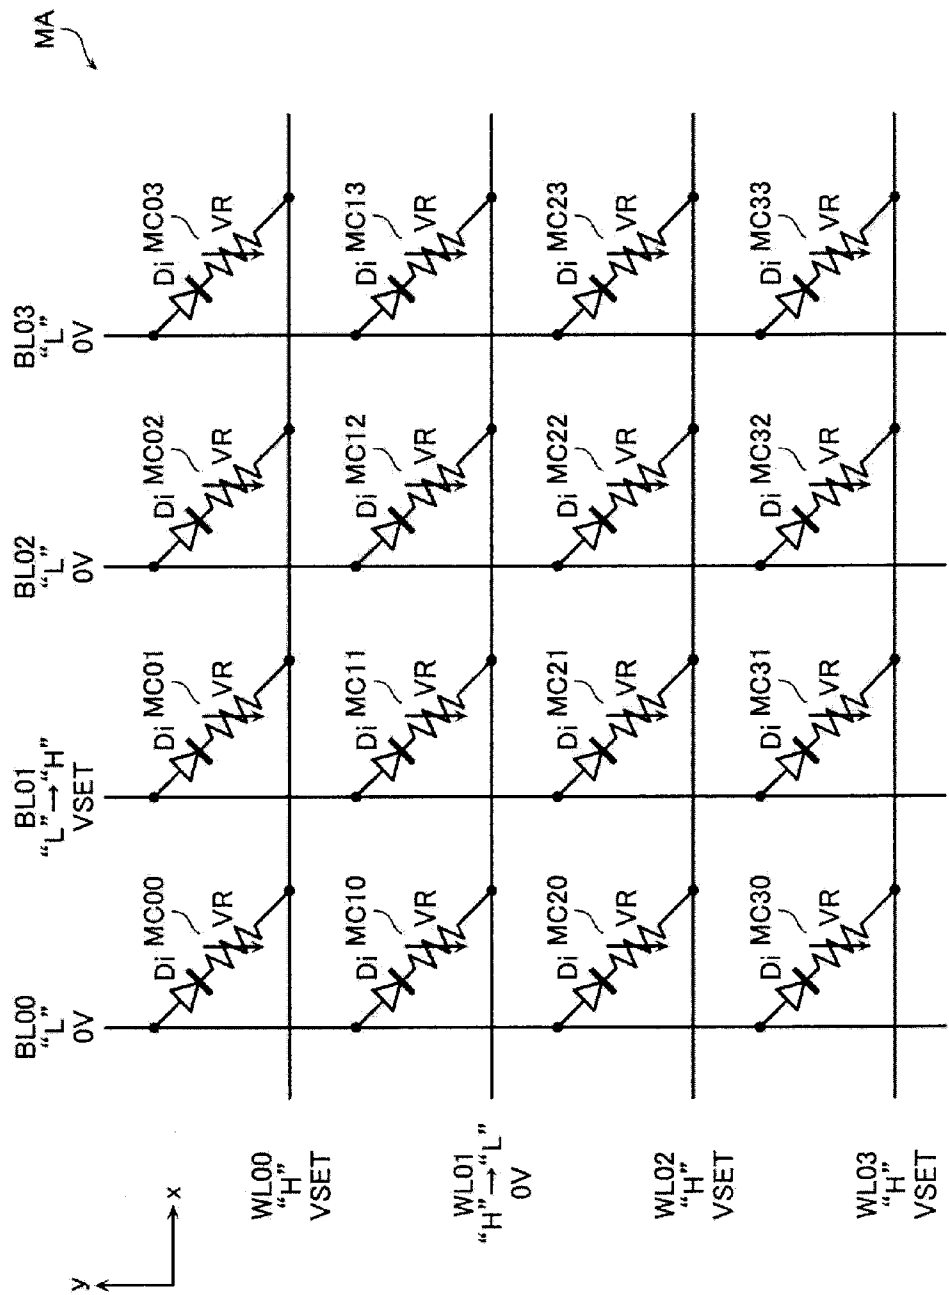 MA
BL00
“L”
0V
BL01
“L”→“H”
VSET
BL02
“L”
0V
BL03
“L”
0V
y
x
WL00
“H”
VSET
Di MC00
VR
Di MC01
VR
Di MC02
VR
Di MC03
VR
WL01
“H”→“L”
0V
Di MC10
VR
Di MC11
VR
Di MC12
VR
Di MC13
VR
WL02
“H”
VSET
Di MC20
VR
Di MC21
VR
Di MC22
VR
Di MC23
VR
WL03
“H”
VSET
Di MC30
VR
Di MC31
VR
Di MC32
VR
Di MC33
VR